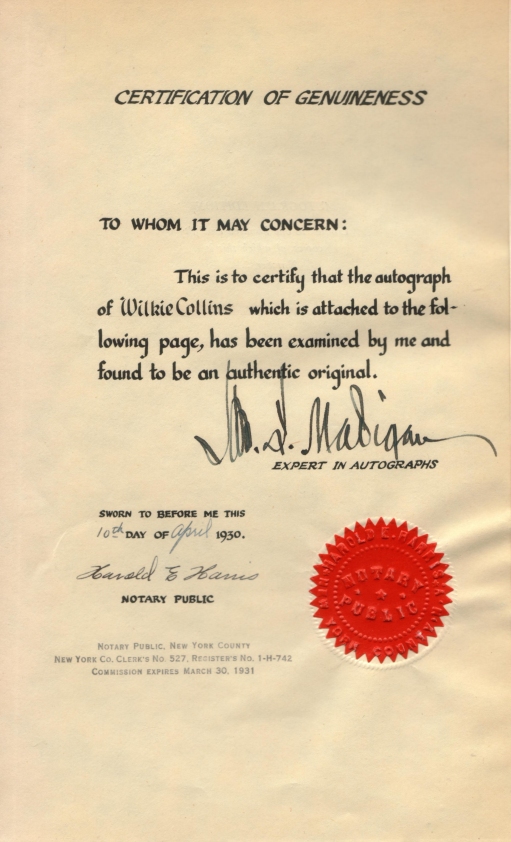 CERTIFICATION OF GENUINENESS
TO WHOM IT MAY CONCERN:
This is to certify that the autograph
of Wilkie Collins which is attached to the fol-
lowing page, has been examined by me and
found to be an authentic original.
Madigan
EXPERT IN AUTOGRAPHS
SWORN TO BEFORE ME THIS
10th DAY OF April 1930.
Harold E Harris
NOTARY PUBLIC
NOTARY PUBLIC, NEW YORK COUNTY
NEW YORK CO. CLERK'S NO. 527, REGISTER'S NO. 1-H-742
COMMISSION EXPIRES MARCH 30, 1931
NOTARY
PUBLIC